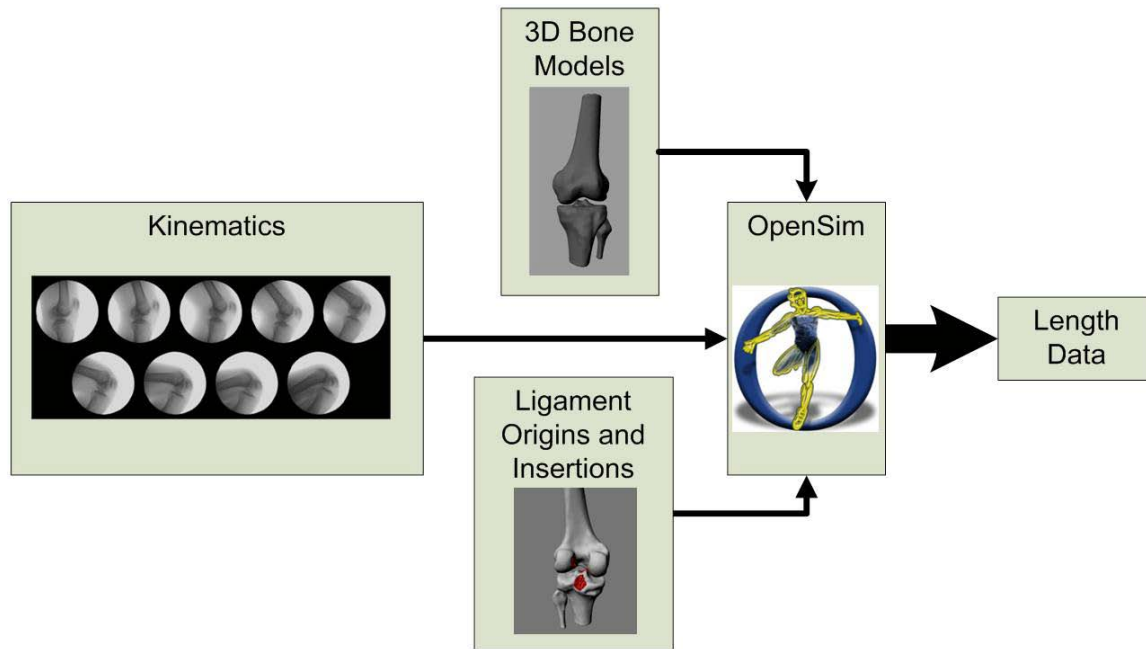 3D Bone
Models
Kinematics
OpenSim
Length
Data
Ligament
Origins and
Insertions